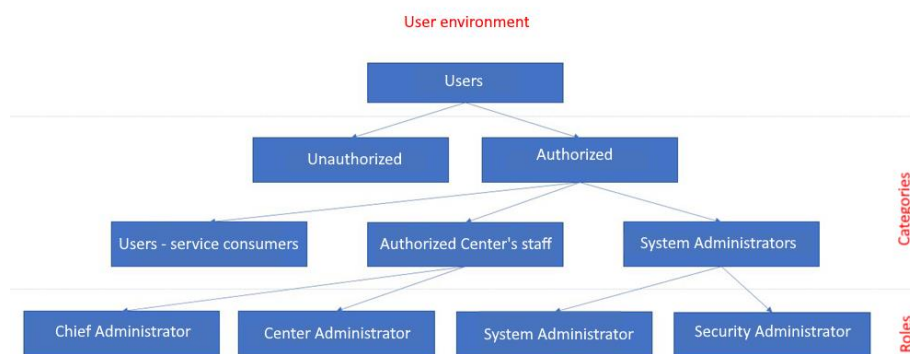 User environment
Users
Unauthorized
Authorized
Categories
Users - service consumers
Authorized Center's staff
System Administrators
Chief Administrator
Center Administrator
System Administrator
Security Administrator
Roles